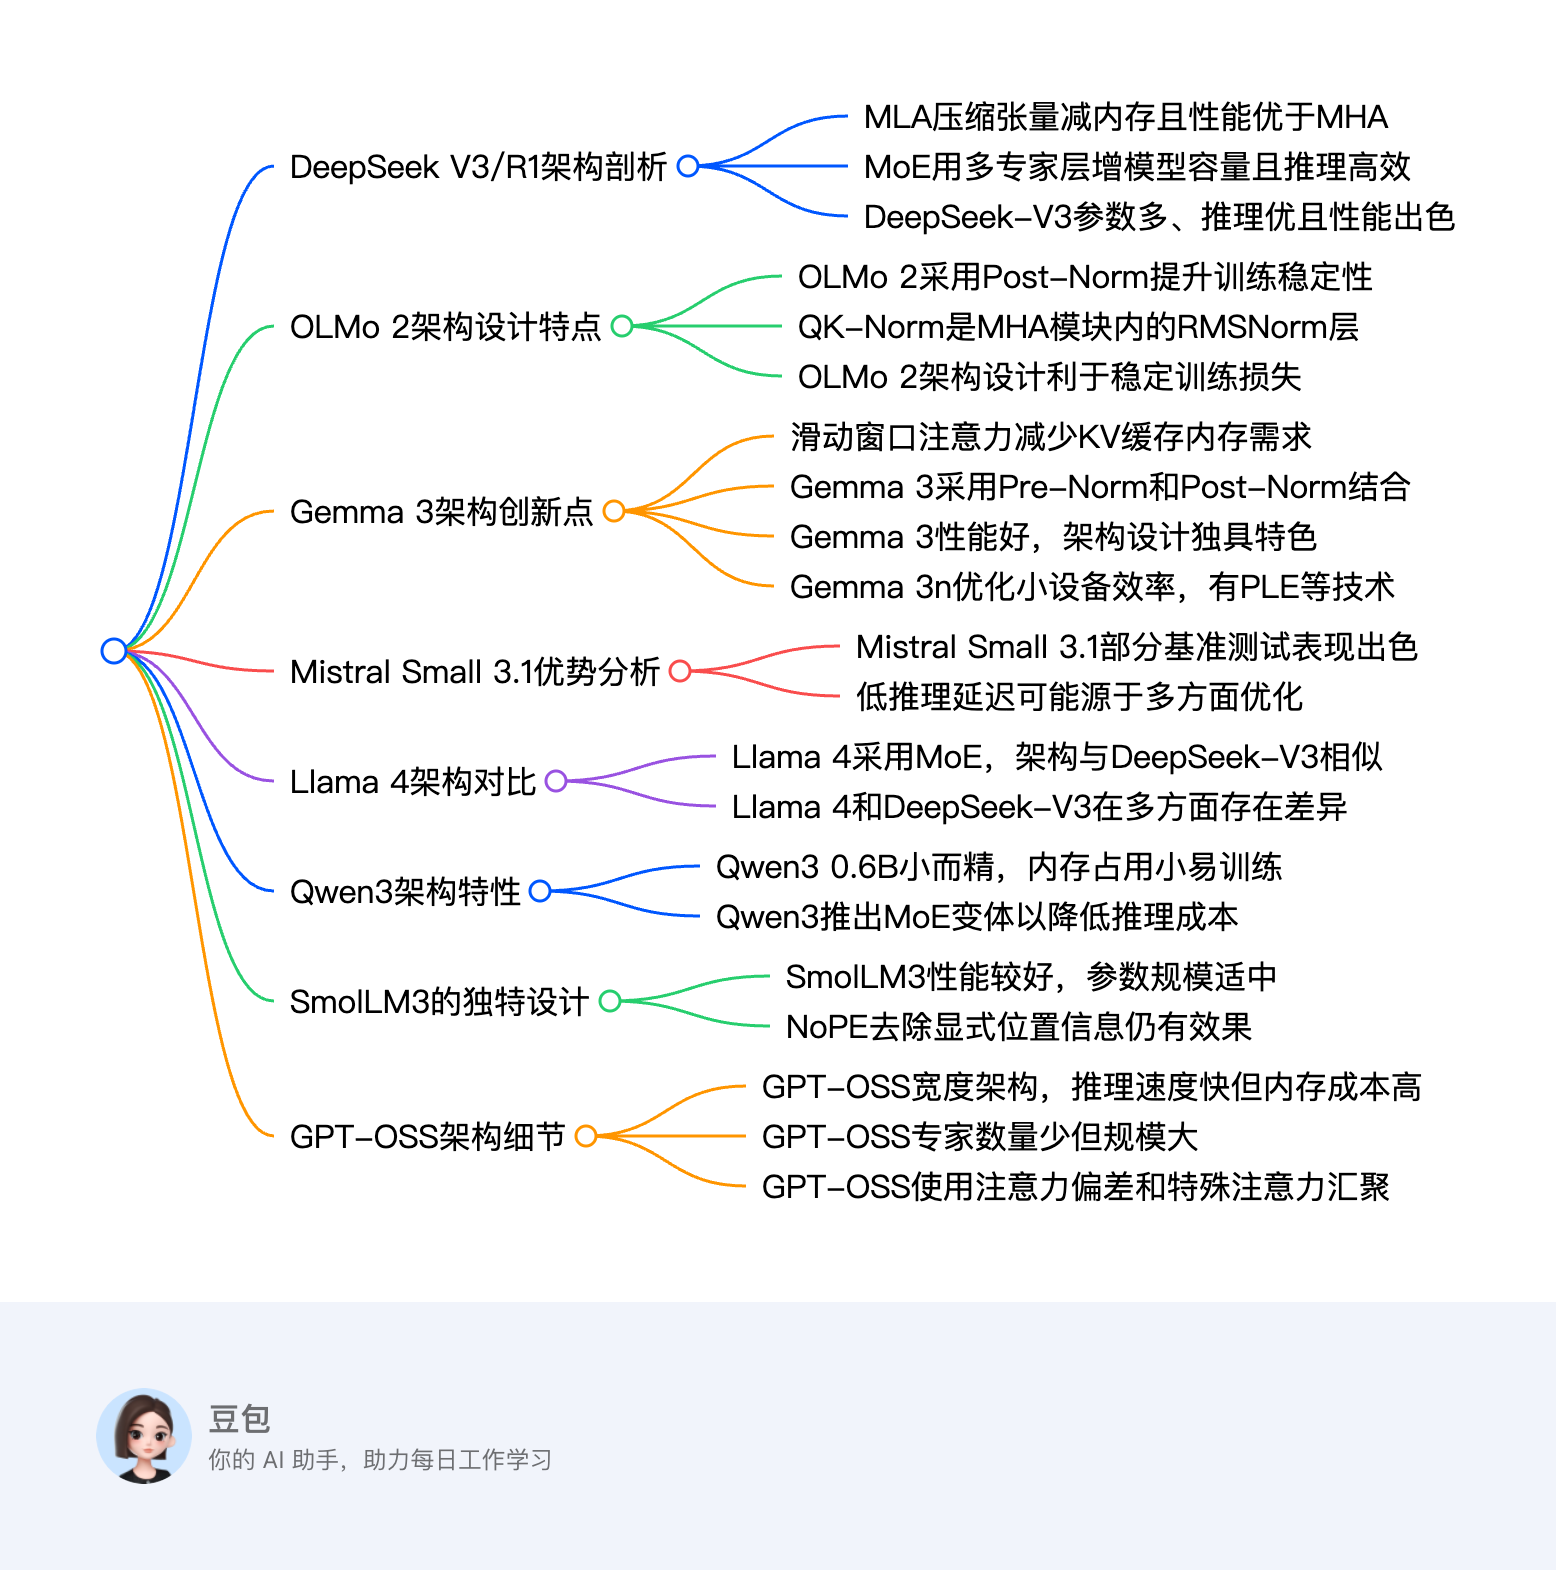 DeepSeek V3/R1架构剖析
MLA压缩张量减内存且性能优于MHA
MoE用多专家层增模型容量且推理高效
DeepSeek-V3参数多、推理优且性能出色
OLMo 2架构设计特点
OLMo 2采用Post-Norm提升训练稳定性
QK-Norm是MHA模块内的RMSNorm层
OLMo 2架构设计利于稳定训练损失
Gemma 3架构创新点
滑动窗口注意力减少KV缓存内存需求
Gemma 3采用Pre-Norm和Post-Norm结合
Gemma 3性能好，架构设计独具特色
Gemma 3n优化小设备效率，有PLE等技术
Mistral Small 3.1优势分析
Mistral Small 3.1部分基准测试表现出色
低推理延迟可能源于多方面优化
Llama 4架构对比
Llama 4采用MoE，架构与DeepSeek-V3相似
Llama 4和DeepSeek-V3在多方面存在差异
Qwen3架构特性
Qwen3 0.6B小而精，内存占用小易训练
Qwen3推出MoE变体以降低推理成本
SmolLM3的独特设计
SmolLM3性能较好，参数规模适中
NoPE去除显式位置信息仍有效果
GPT-OSS架构细节
GPT-OSS宽度架构，推理速度快但内存成本高
GPT-OSS专家数量少但规模大
GPT-OSS使用注意力偏差和特殊注意力汇聚
豆包
你的 AI 助手，助力每日工作学习